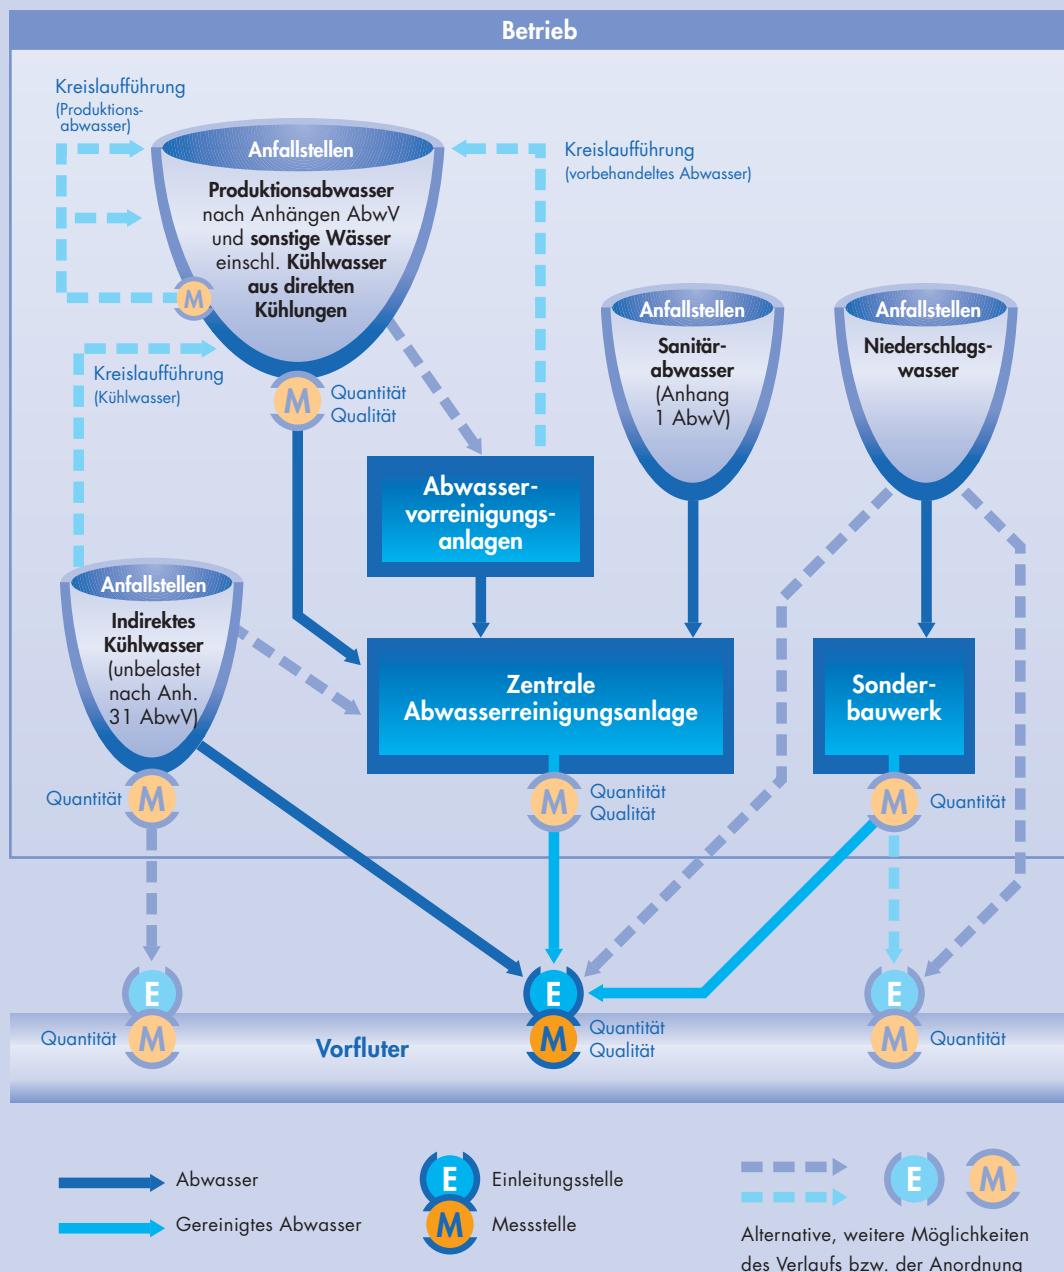 Betrieb
Kreislaufführung
(Produktions-
abwasser)
Anfallstellen
Produktionsabwasser
nach Anhängen AbwV
und sonstige Wässer
einschl. Kühlwasser
aus direkten
Kühlungen
M
Kreislaufführung
(vorbehandeltes Abwasser)
Kreislaufführung
(Kühlwasser)
M
Quantität
Qualität
Anfallstellen
Sanitär-
abwasser
(Anhang
1 AbwV)
Anfallstellen
Niederschlags-
wasser
Abwasser-
vorreinigungs-
anlagen
Anfallstellen
Indirektes
Kühlwasser
(unbelastet
nach Anh.
31 AbwV)
Zentrale
Abwasserreinigungsanlage
Sonder-
bauwerk
Quantität
M
M
Quantität
Qualität
M
Quantität
E
E
E
Quantität
M
Vorfluter
M
Quantität
Qualität
M
Quantität
Abwasser
Gereinigtes Abwasser
E
Einleitungsstelle
M
Messstelle
E
M
Alternative, weitere Möglichkeiten
des Verlaufs bzw. der Anordnung